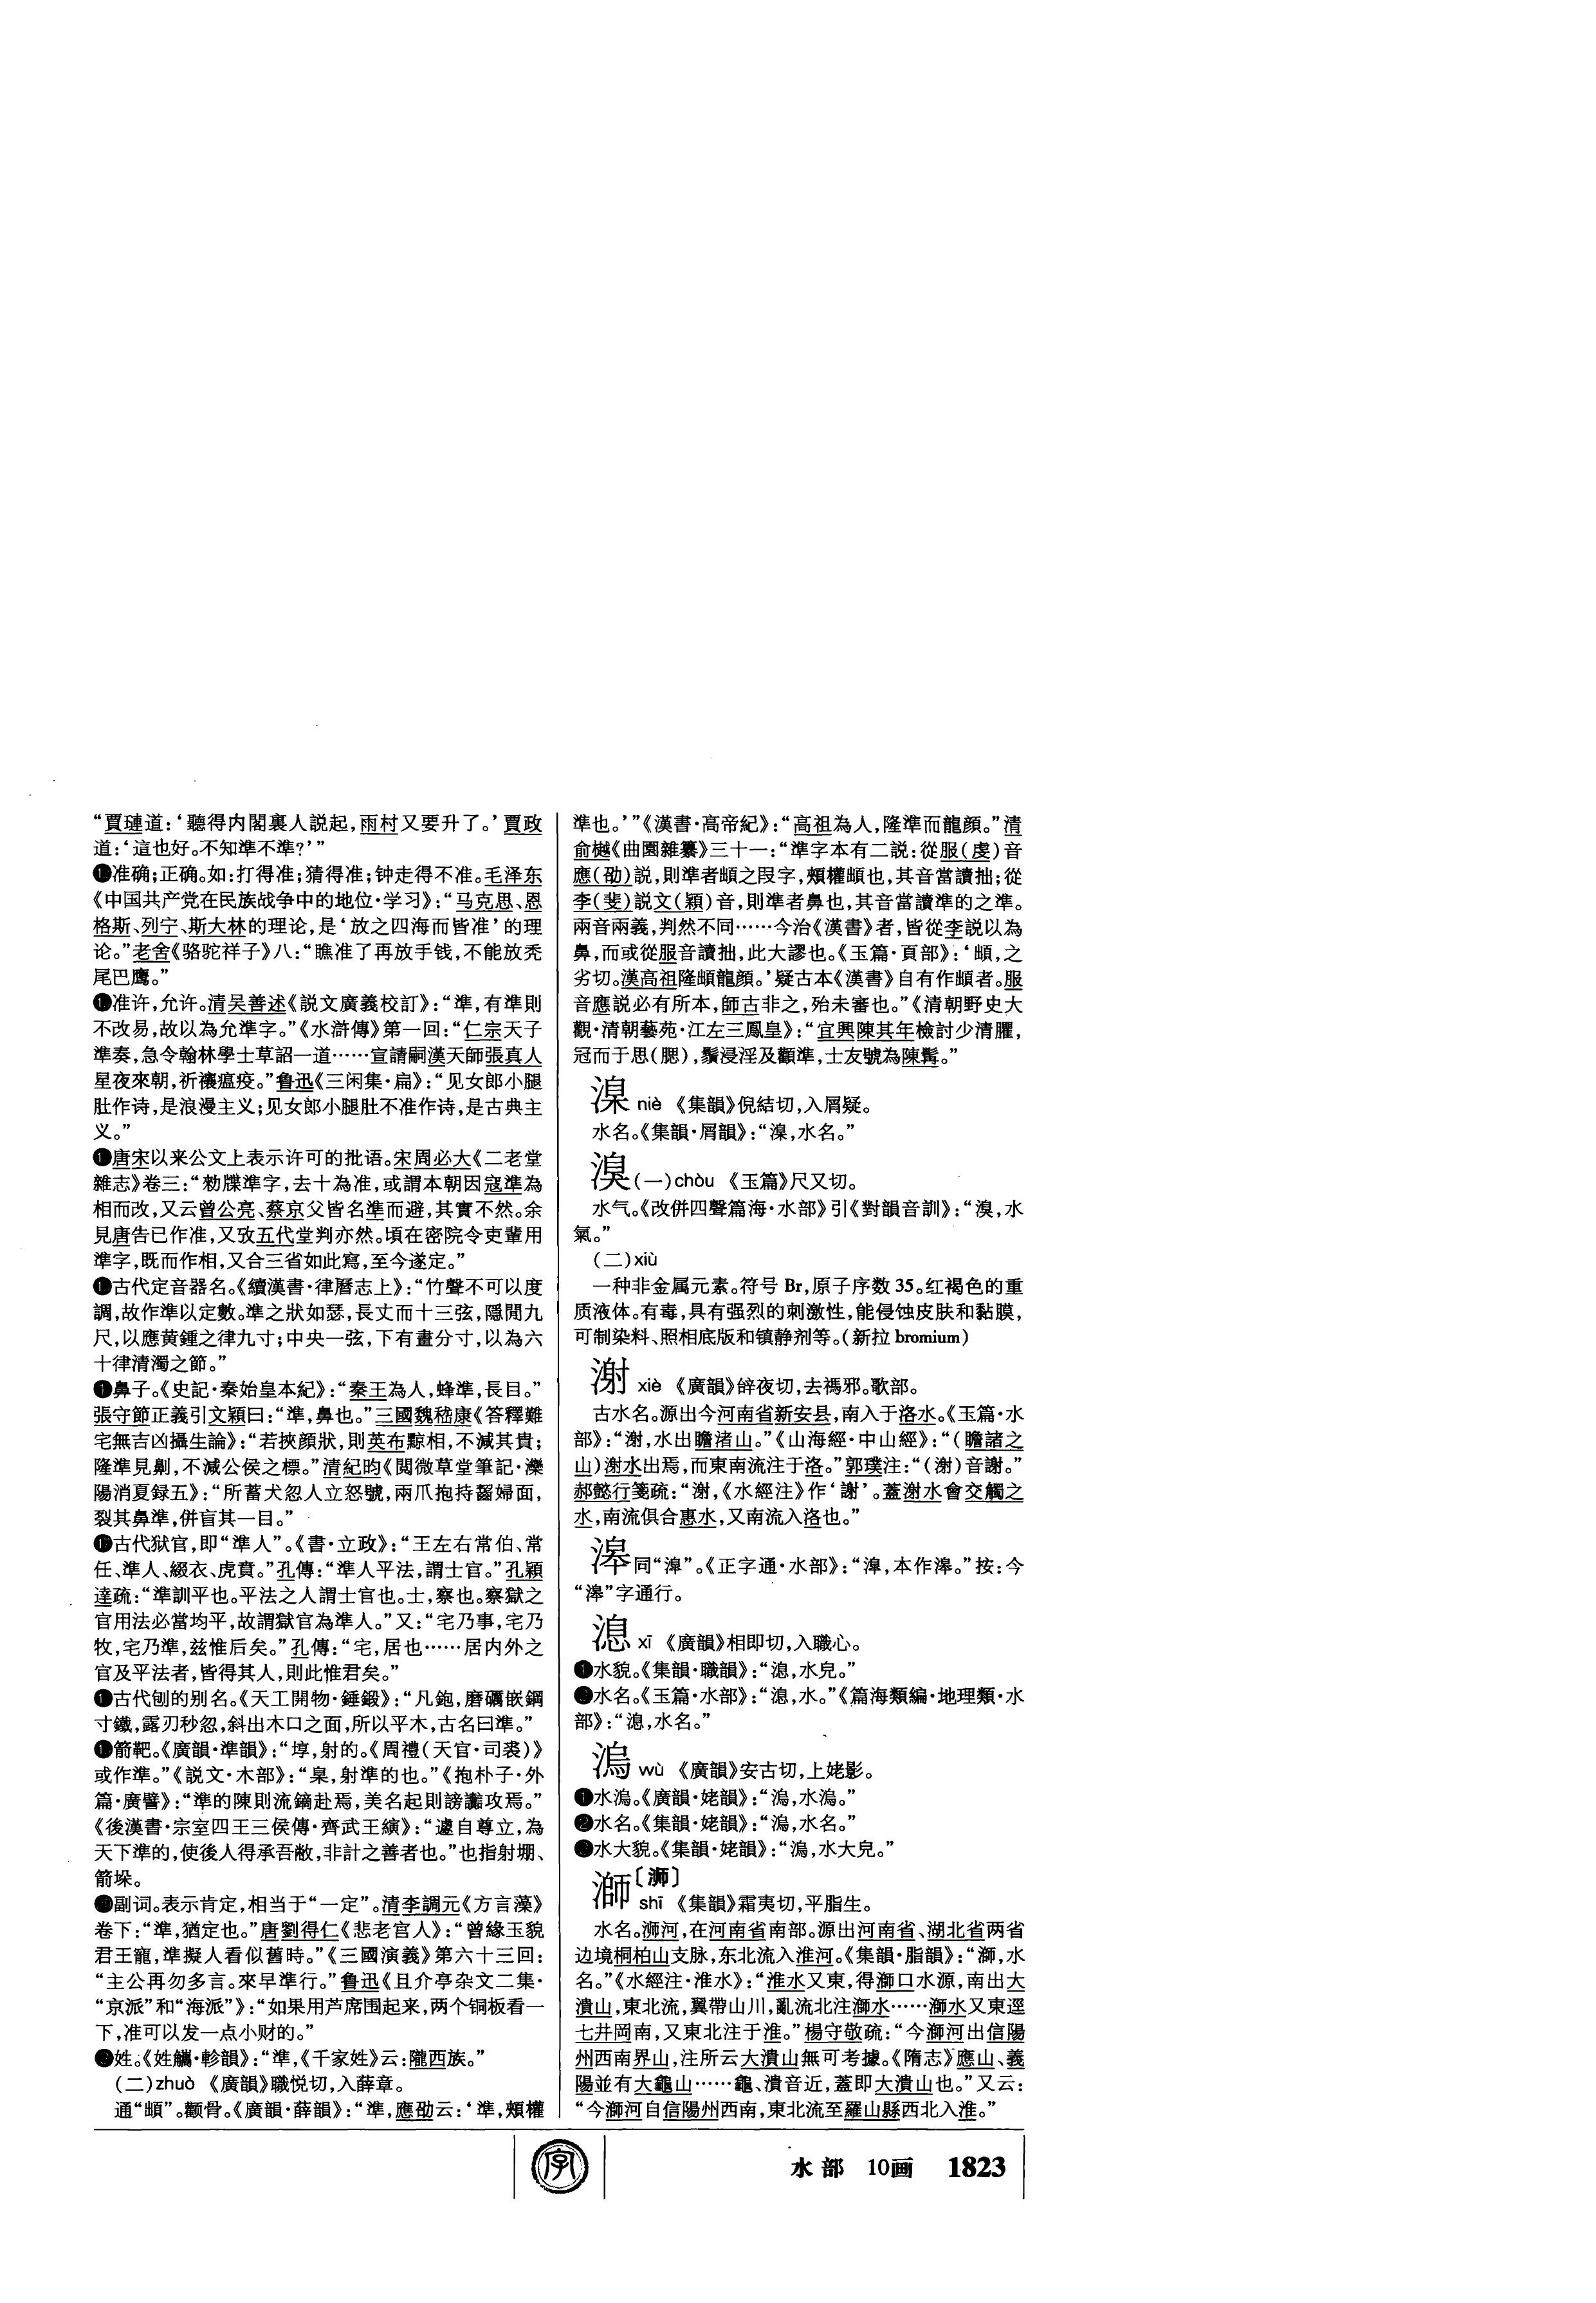 “賈璉道：‘聽得内閣裏人説起，雨村又要升了。’賈政
道：‘這也好。不知準不準？’”
准确；正确。如：打得准；猜得准；钟走得不准。毛泽东
《中国共产党在民族战争中的地位·学习》：“马克思、恩
格斯、列宁、斯大林的理论，是‘放之四海而皆准’的理
论。”老舍《骆驼祥子》八：“瞧准了再放手钱，不能放秃
尾巴鹰。”
准许，允许。清吴善述《説文廣義校訂》：“準，有準則
不改易，故以為允準字。”《水滸傳》第一回：“仁宗天子
準奏，急令翰林學士草詔一道……宣請嗣漢天師張真人
星夜來朝，祈禳瘟疫。”鲁迅《三闲集·扁》：“见女郎小腿
肚作诗，是浪漫主义；见女郎小腿肚不准作诗，是古典主
义。”
唐宋以来公文上表示许可的批语。宋周必大《二老堂
雜志》卷三：“勑牒準字，去十為准，或謂本朝因寇準為
相而改，又云曾公亮、蔡京父皆名準而避，其實不然。余
見唐告已作准，又攷五代堂判亦然。頃在密院令吏輩用
準字，既而作相，又合三省如此寫，至今遂定。”
古代定音器名。《續漢書·律曆志上》：“竹聲不可以度
調，故作準以定數。準之狀如瑟，長丈而十三弦，隱閒九
尺，以應黄鍾之律九寸；中央一弦，下有畫分寸，以為六
十律清濁之節。”
鼻子。《史記·秦始皇本紀》：“秦王為人，蜂準，長目。”
張守節正義引文穎曰：“準，鼻也。”三國魏嵇康《答釋難
宅無吉凶攝生論》：“若挾顔狀，則英布黥相，不減其貴；
隆準見劓，不減公侯之標。”清紀昀《閲微草堂筆記·灤
陽消夏録五》：“所蓄犬忽人立怒號，兩爪抱持齧婦面，
裂其鼻準，併盲其一目。”
古代狱官，即“準人”。《書·立政》：“王左右常伯、常
任、準人、綴衣、虎賁。”孔傳：“準人平法，謂士官。”孔穎
達疏：“準訓平也。平法之人謂士官也。士，察也。察獄之
官用法必當均平，故謂獄官為準人。”又：“宅乃事，宅乃
牧，宅乃準，兹惟后矣。”孔傳：“宅，居也……居内外之
官及平法者，皆得其人，則此惟君矣。”
古代刨的别名。《天工開物·錘鍛》：“凡鉋，磨礪嵌鋼
寸鐵，露刃秒忽，斜出木口之面，所以平木，古名曰準。”
箭靶。《廣韻·準韻》：“埻，射的。《周禮（天官·司裘）》
或作準。”《説文·木部》：“臬，射準的也。”《抱朴子·外
篇·廣譬》：“準的陳則流鏑赴焉，美名起則謗讟攻焉。”
《後漢書·宗室四王三侯傳·齊武王縯》：“遽自尊立，為
天下準的，使後人得承吾敝，非計之善者也。”也指射堋、
箭垛。
副词。表示肯定，相当于“一定”。清李調元《方言藻》
卷下：“準，猶定也。”唐劉得仁《悲老宫人》：“曾緣玉貌
君王寵，準擬人看似舊時。”《三國演義》第六十三回：
“主公再勿多言。來早準行。”鲁迅《且介亭杂文二集·
“京派”和“海派”》：“如果用芦席围起来，两个铜板看一
下，准可以发一点小财的。”
姓。《姓觿·軫韻》：“準，《千家姓》云：隴西族。”
（二）zhuò 《廣韻》職悦切，入薛章。
通“䪼”。颧骨。《廣韻·薛韻》：“準，應劭云：‘準，頰權
準也。’”《漢書·高帝紀》：“高祖為人，隆準而龍顔。”清
俞樾《曲園雜纂》三十一：“準字本有二説：從服（虔）音
應（劭）説，則準者䪼之叚字，頰權䪼也，其音當讀拙；從
李（斐）説文（穎）音，則準者鼻也，其音當讀準的之準。
兩音兩義，判然不同……今治《漢書》者，皆從李説以為
鼻，而或從服音讀拙，此大謬也。《玉篇·頁部》：‘䪼，之
劣切。漢高祖隆䪼龍顔。’疑古本《漢書》自有作䪼者。服
音應説必有所本，師古非之，殆未審也。”《清朝野史大
觀·清朝藝苑·江左三鳳皇》：“宜興陳其年檢討少清臞，
冠而于思（腮），鬚浸淫及顴準，士友號為陳髯。”
湶 niè 《集韻》倪結切，入屑疑。
水名。《集韻·屑韻》：“，水名。”
溴（一）chòu 《玉篇》尺又切。
水气。《改併四聲篇海·水部》引《對韻音訓》：“溴，水
氣。”
（二）xiù
一种非金属元素。符号 Br，原子序数 35。红褐色的重
质液体。有毒，具有强烈的刺激性，能侵蚀皮肤和黏膜，
可制染料、照相底版和镇静剂等。（新拉 bromium）
㴬 xiè 《廣韻》辝夜切，去禡邪。歌部。
古水名。源出今河南省新安县，南入于洛水。《玉篇·水
部》：“㴬，水出瞻渚山。”《山海經·中山經》：“（瞻諸之
山）㴬水出焉，而東南流注于洛。”郭璞注：“（㴬）音謝。”
郝懿行箋疏：“㴬，《水經注》作‘謝’。蓋㴬水會交觸之
水，南流俱合惠水，又南流入洛也。”
滜同“𣽎”。《正字通·水部》：“𣽎，本作滜。”按：今
“滜”字通行。
㴧 xī 《廣韻》相即切，入職心。
❶水貌。《集韻·職韻》：“㴧，水皃。”
水名。《玉篇·水部》：“㴧，水。”《篇海類編·地理類·水
部》：“㴧，水名。”
溩 wù 《廣韻》安古切，上姥影。
❶水溩。《廣韻·姥韻》：“溩，水溩。”
❷水名。《集韻·姥韻》：“溩，水名。”
水大貌。《集韻·姥韻》：“溩，水大皃。”
溮〔浉〕
shī 《集韻》霜夷切，平脂生。
水名。浉河，在河南省南部。源出河南省、湖北省两省
边境桐柏山支脉，东北流入淮河。《集韻·脂韻》：“溮，水
名。”《水經注·淮水》：“淮水又東，得溮口水源，南出大
潰山，東北流，翼帶山川，亂流北注溮水……溮水又東逕
七井岡南，又東北注于淮。”楊守敬疏：“今溮河出信陽
州西南界山，注所云大潰山無可考據。《隋志》應山、義
陽並有大龜山……龜、潰音近，蓋即大潰山也。”又云：
“今溮河自信陽州西南，東北流至羅山縣西北入淮。”
字
水部 10画 1823